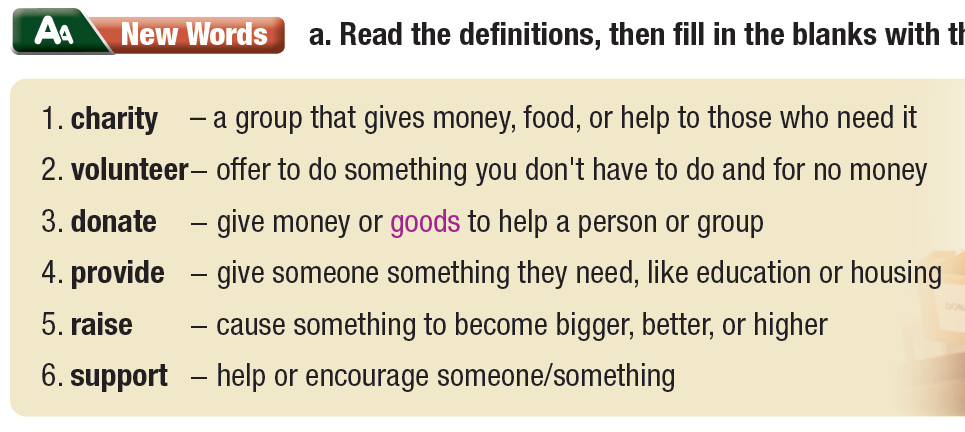 AA New Words a. Read the definitions, then fill in the blanks with
1. charity – a group that gives money, food, or help to those who need it
2. volunteer – offer to do something you don't have to do and for no money
3. donate – give money or goods to help a person or group
4. provide – give someone something they need, like education or housing
5. raise – cause something to become bigger, better, or higher
6. support – help or encourage someone/something